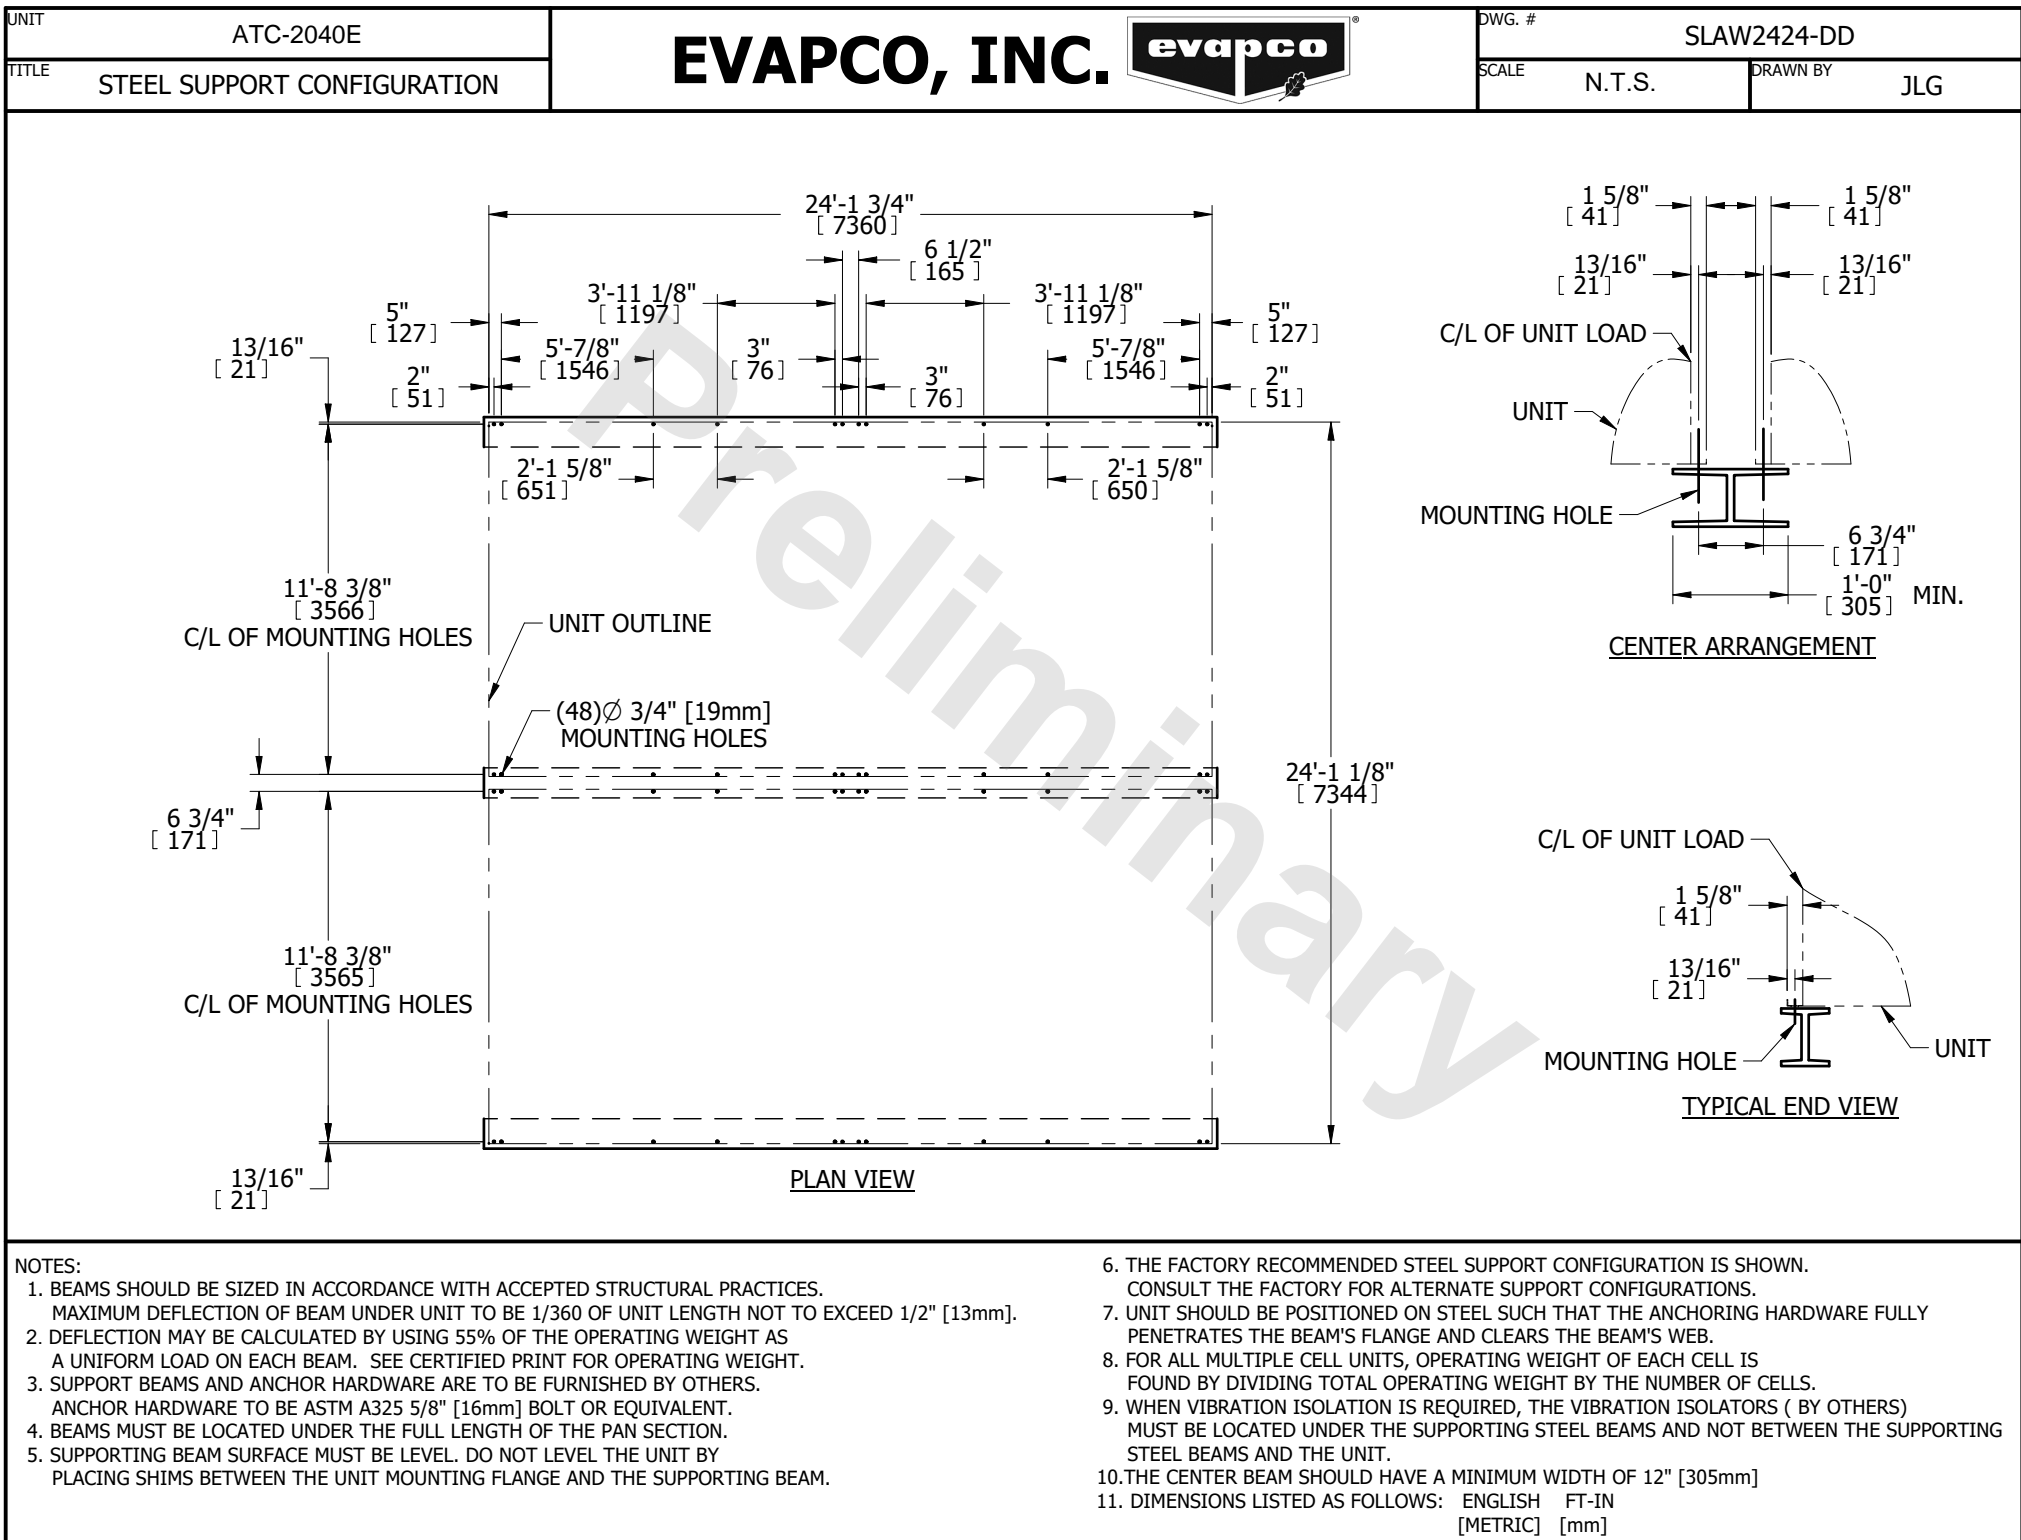 UNIT
ATC-2040E
TITLE
STEEL SUPPORT CONFIGURATION
EVAPCO, INC.
evapco
®
DWG. #
SLAW2424-DD
SCALE
N.T.S.
DRAWN BY
JLG
24'-1 3/4"
[ 7360 ]
6 1/2"
[ 165 ]
3'-11 1/8"
[ 1197 ]
3'-11 1/8"
[ 1197 ]
5"
[ 127 ]
5"
[ 127 ]
13/16"
[ 21 ]
5'-7/8"
[ 1546 ]
3"
[ 76 ]
5'-7/8"
[ 1546 ]
2"
[ 51 ]
3"
[ 76 ]
2"
[ 51 ]
2'-1 5/8"
[ 651 ]
2'-1 5/8"
[ 650 ]
11'-8 3/8"
[ 3566 ]
C/L OF MOUNTING HOLES
UNIT OUTLINE
(48)Ø 3/4" [19mm]
MOUNTING HOLES
6 3/4"
[ 171 ]
24'-1 1/8"
[ 7344 ]
11'-8 3/8"
[ 3565 ]
C/L OF MOUNTING HOLES
13/16"
[ 21 ]
PLAN VIEW
Preliminary
1 5/8"
[ 41 ]
1 5/8"
[ 41 ]
13/16"
[ 21 ]
13/16"
[ 21 ]
C/L OF UNIT LOAD
UNIT
MOUNTING HOLE
6 3/4"
[ 171 ]
1'-0"
[ 305 ] MIN.
CENTER ARRANGEMENT
C/L OF UNIT LOAD
1 5/8"
[ 41 ]
13/16"
[ 21 ]
MOUNTING HOLE
UNIT
TYPICAL END VIEW
NOTES:
1. BEAMS SHOULD BE SIZED IN ACCORDANCE WITH ACCEPTED STRUCTURAL PRACTICES.
MAXIMUM DEFLECTION OF BEAM UNDER UNIT TO BE 1/360 OF UNIT LENGTH NOT TO EXCEED 1/2" [13mm].
2. DEFLECTION MAY BE CALCULATED BY USING 55% OF THE OPERATING WEIGHT AS
A UNIFORM LOAD ON EACH BEAM. SEE CERTIFIED PRINT FOR OPERATING WEIGHT.
3. SUPPORT BEAMS AND ANCHOR HARDWARE ARE TO BE FURNISHED BY OTHERS.
ANCHOR HARDWARE TO BE ASTM A325 5/8" [16mm] BOLT OR EQUIVALENT.
4. BEAMS MUST BE LOCATED UNDER THE FULL LENGTH OF THE PAN SECTION.
5. SUPPORTING BEAM SURFACE MUST BE LEVEL. DO NOT LEVEL THE UNIT BY
PLACING SHIMS BETWEEN THE UNIT MOUNTING FLANGE AND THE SUPPORTING BEAM.
6. THE FACTORY RECOMMENDED STEEL SUPPORT CONFIGURATION IS SHOWN.
CONSULT THE FACTORY FOR ALTERNATE SUPPORT CONFIGURATIONS.
7. UNIT SHOULD BE POSITIONED ON STEEL SUCH THAT THE ANCHORING HARDWARE FULLY
PENETRATES THE BEAM'S FLANGE AND CLEARS THE BEAM'S WEB.
8. FOR ALL MULTIPLE CELL UNITS, OPERATING WEIGHT OF EACH CELL IS
FOUND BY DIVIDING TOTAL OPERATING WEIGHT BY THE NUMBER OF CELLS.
9. WHEN VIBRATION ISOLATION IS REQUIRED, THE VIBRATION ISOLATORS ( BY OTHERS)
MUST BE LOCATED UNDER THE SUPPORTING STEEL BEAMS AND NOT BETWEEN THE SUPPORTING
STEEL BEAMS AND THE UNIT.
10.THE CENTER BEAM SHOULD HAVE A MINIMUM WIDTH OF 12" [305mm]
11. DIMENSIONS LISTED AS FOLLOWS: ENGLISH FT-IN
[METRIC] [mm]